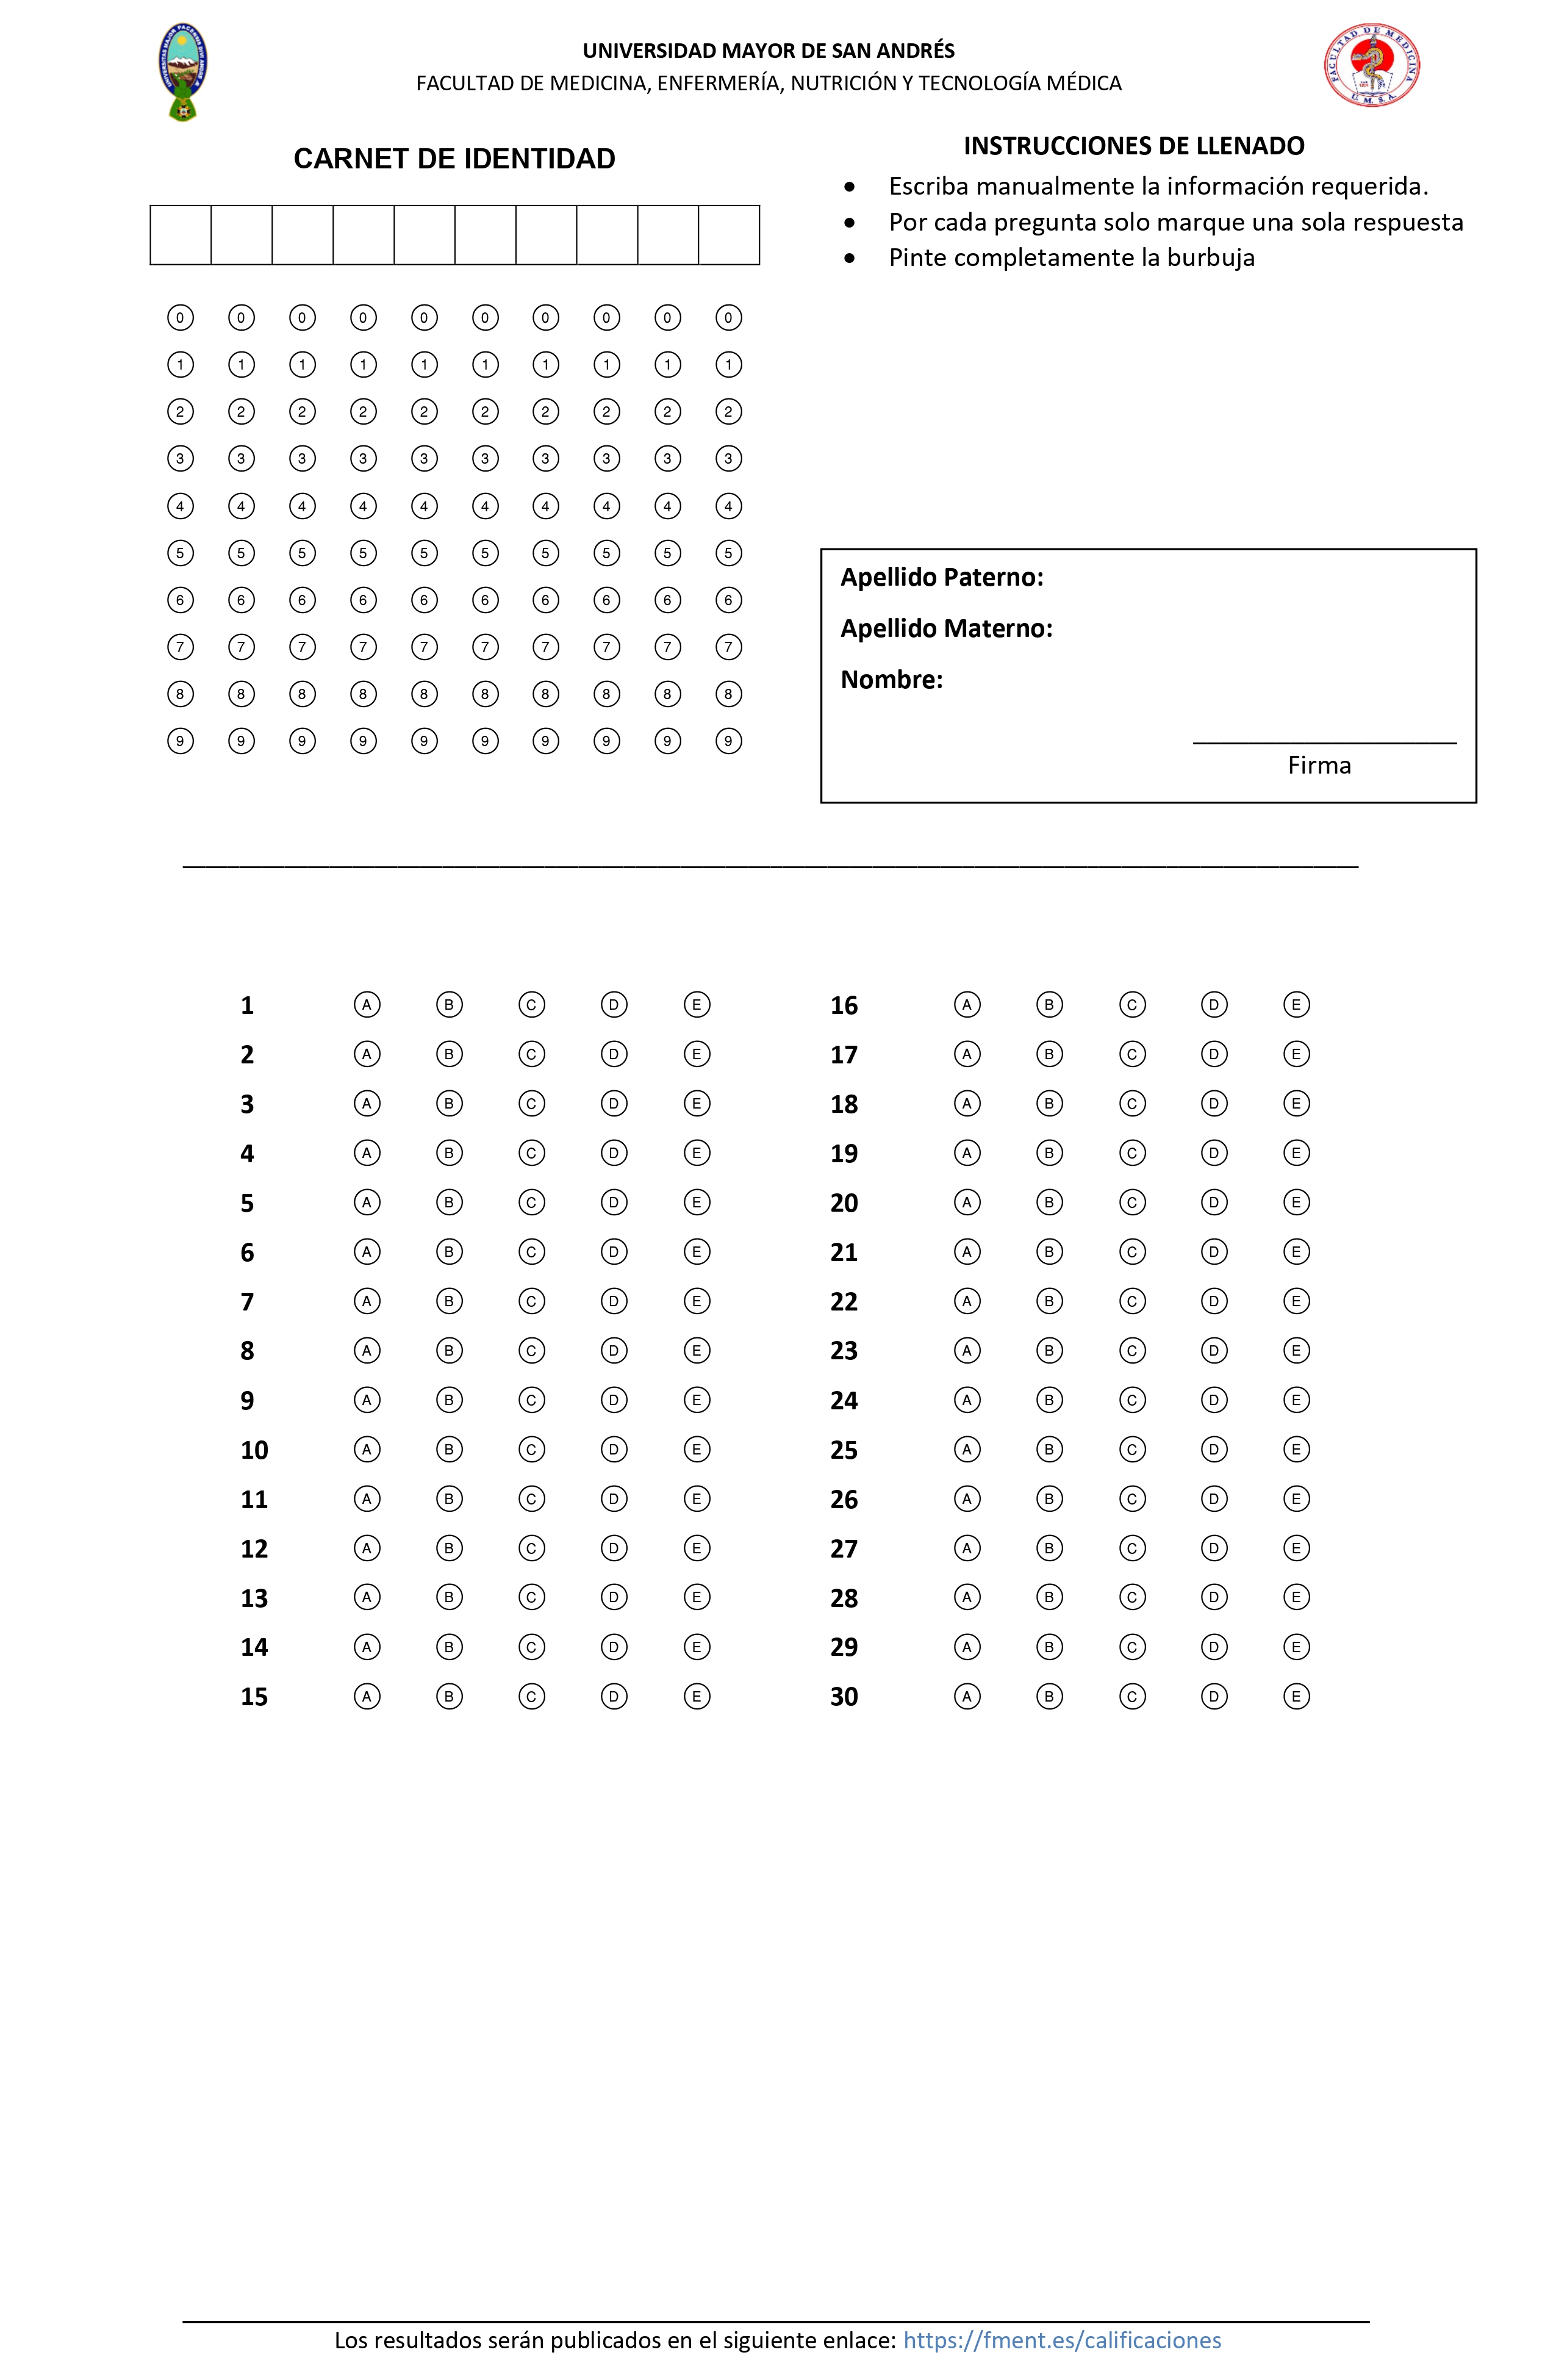 UNIVERSIDAD MAYOR DE SAN ANDRÉS
FACULTAD DE MEDICINA, ENFERMERÍA, NUTRICIÓN Y TECNOLOGÍA MÉDICA
FACULTAD DE MEDICINA
U. M. S. A.
CARNET DE IDENTIDAD
0 0 0 0 0 0 0 0 0 0
1 1 1 1 1 1 1 1 1 1
2 2 2 2 2 2 2 2 2 2
3 3 3 3 3 3 3 3 3 3
4 4 4 4 4 4 4 4 4 4
5 5 5 5 5 5 5 5 5 5
6 6 6 6 6 6 6 6 6 6
7 7 7 7 7 7 7 7 7 7
8 8 8 8 8 8 8 8 8 8
9 9 9 9 9 9 9 9 9 9
INSTRUCCIONES DE LLENADO
• Escriba manualmente la información requerida.
• Por cada pregunta solo marque una sola respuesta
• Pinte completamente la burbuja
Apellido Paterno:
Apellido Materno:
Nombre:
Firma
1 A B C D E
2 A B C D E
3 A B C D E
4 A B C D E
5 A B C D E
6 A B C D E
7 A B C D E
8 A B C D E
9 A B C D E
10 A B C D E
11 A B C D E
12 A B C D E
13 A B C D E
14 A B C D E
15 A B C D E
16 A B C D E
17 A B C D E
18 A B C D E
19 A B C D E
20 A B C D E
21 A B C D E
22 A B C D E
23 A B C D E
24 A B C D E
25 A B C D E
26 A B C D E
27 A B C D E
28 A B C D E
29 A B C D E
30 A B C D E
Los resultados serán publicados en el siguiente enlace: https://fment.es/calificaciones